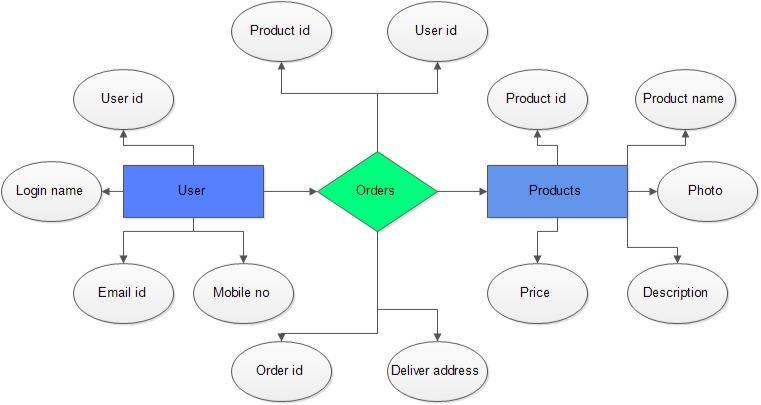 Product id
User id
User id
Product id
Product name
Login name
User
Orders
Products
Photo
Email id
Mobile no
Price
Description
Order id
Deliver address